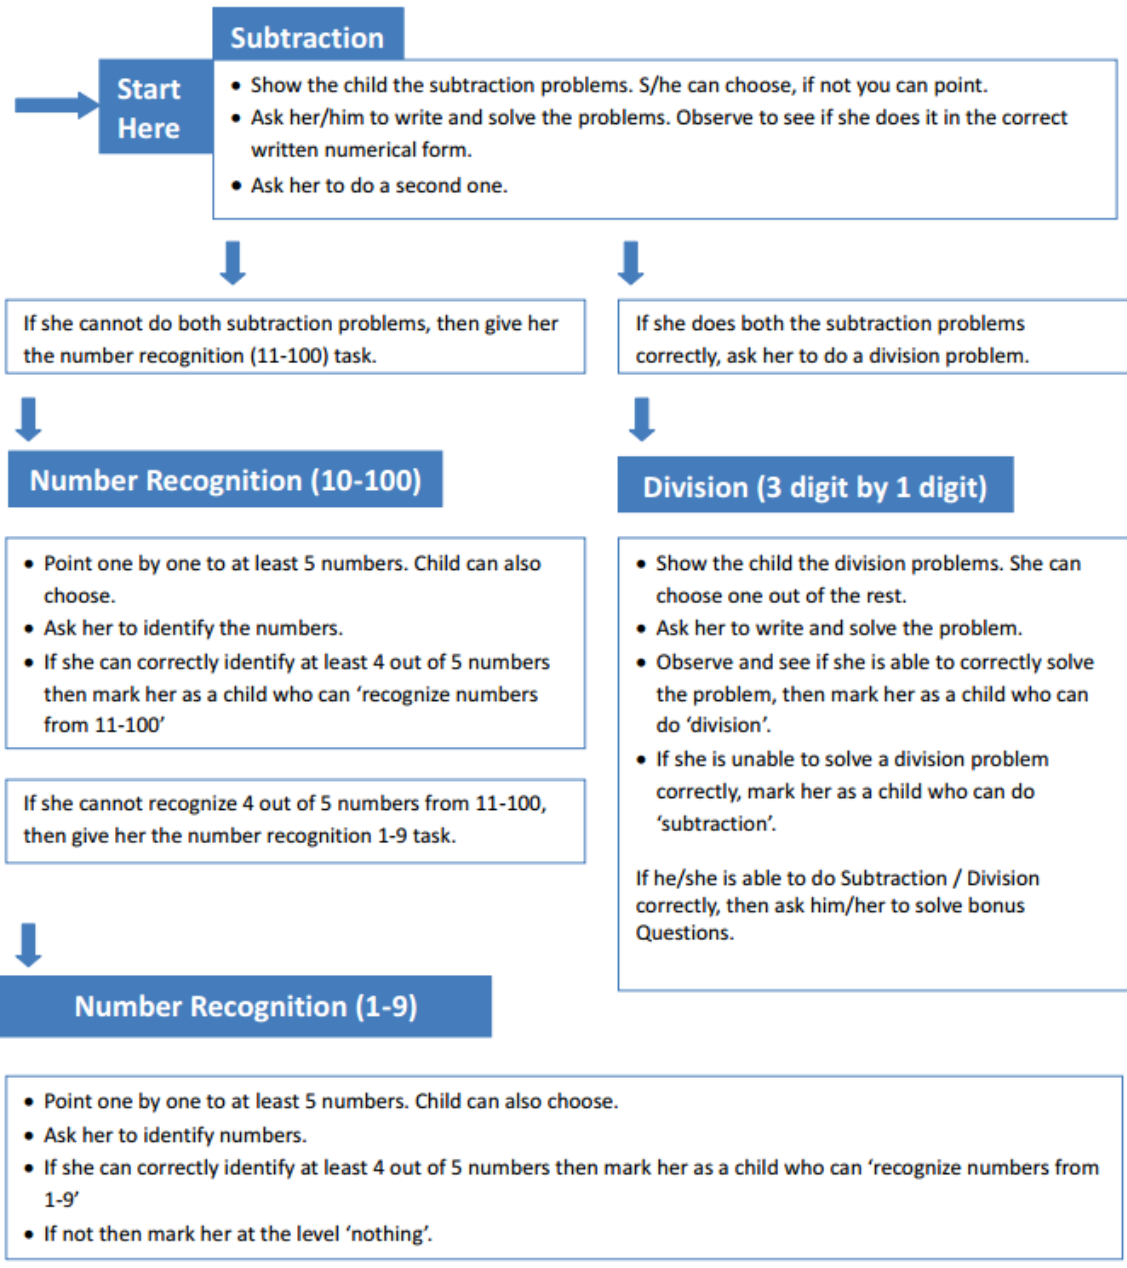 Subtraction
Start
Here
• Show the child the subtraction problems. S/he can choose, if not you can point.
• Ask her/him to write and solve the problems. Observe to see if she does it in the correct
written numerical form.
• Ask her to do a second one.
If she cannot do both subtraction problems, then give her
the number recognition (11-100) task.
If she does both the subtraction problems
correctly, ask her to do a division problem.
Number Recognition (10-100)
• Point one by one to at least 5 numbers. Child can also
choose.
• Ask her to identify the numbers.
• If she can correctly identify at least 4 out of 5 numbers
then mark her as a child who can ‘recognize numbers
from 11-100’
If she cannot recognize 4 out of 5 numbers from 11-100,
then give her the number recognition 1-9 task.
Division (3 digit by 1 digit)
• Show the child the division problems. She can
choose one out of the rest.
• Ask her to write and solve the problem.
• Observe and see if she is able to correctly solve
the problem, then mark her as a child who can
do ‘division’.
• If she is unable to solve a division problem
correctly, mark her as a child who can do
‘subtraction’.
If he/she is able to do Subtraction / Division
correctly, then ask him/her to solve bonus
Questions.
Number Recognition (1-9)
• Point one by one to at least 5 numbers. Child can also choose.
• Ask her to identify numbers.
• If she can correctly identify at least 4 out of 5 numbers then mark her as a child who can ‘recognize numbers from
1-9’
• If not then mark her at the level ‘nothing’.